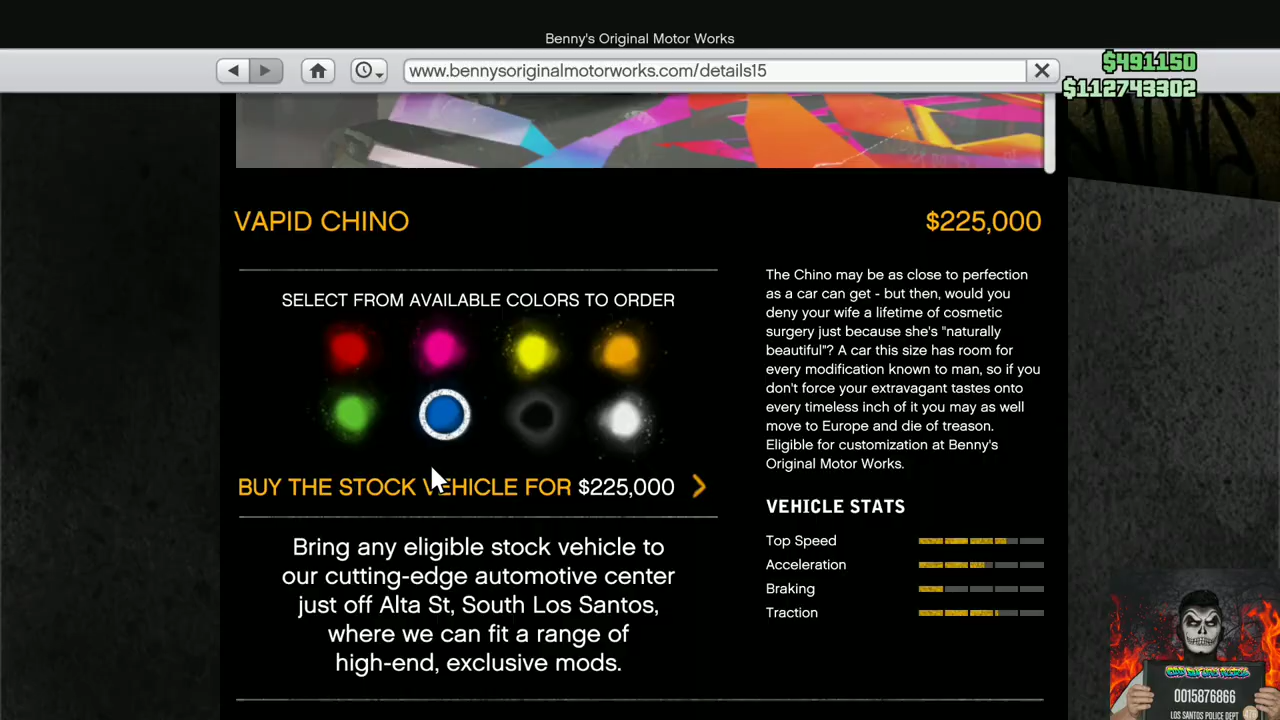 Benny's Original Motor Works
www.bennysoriginalmotorworks.com/details15
$491150
$112743302
VAPID CHINO
$225,000
SELECT FROM AVAILABLE COLORS TO ORDER
BUY THE STOCK VEHICLE FOR $225,000
Bring any eligible stock vehicle to
our cutting-edge automotive center
just off Alta St, South Los Santos,
where we can fit a range of
high-end, exclusive mods.
The Chino may be as close to perfection
as a car can get - but then, would you
deny your wife a lifetime of cosmetic
surgery just because she's "naturally
beautiful"? A car this size has room for
every modification known to man, so if you
don't force your extravagant tastes onto
every timeless inch of it you may as well
move to Europe and die of treason.
Eligible for customization at Benny's
Original Motor Works.
VEHICLE STATS
Top Speed
Acceleration
Braking
Traction
0015876866
LOS SANTOS POLICE DEPT